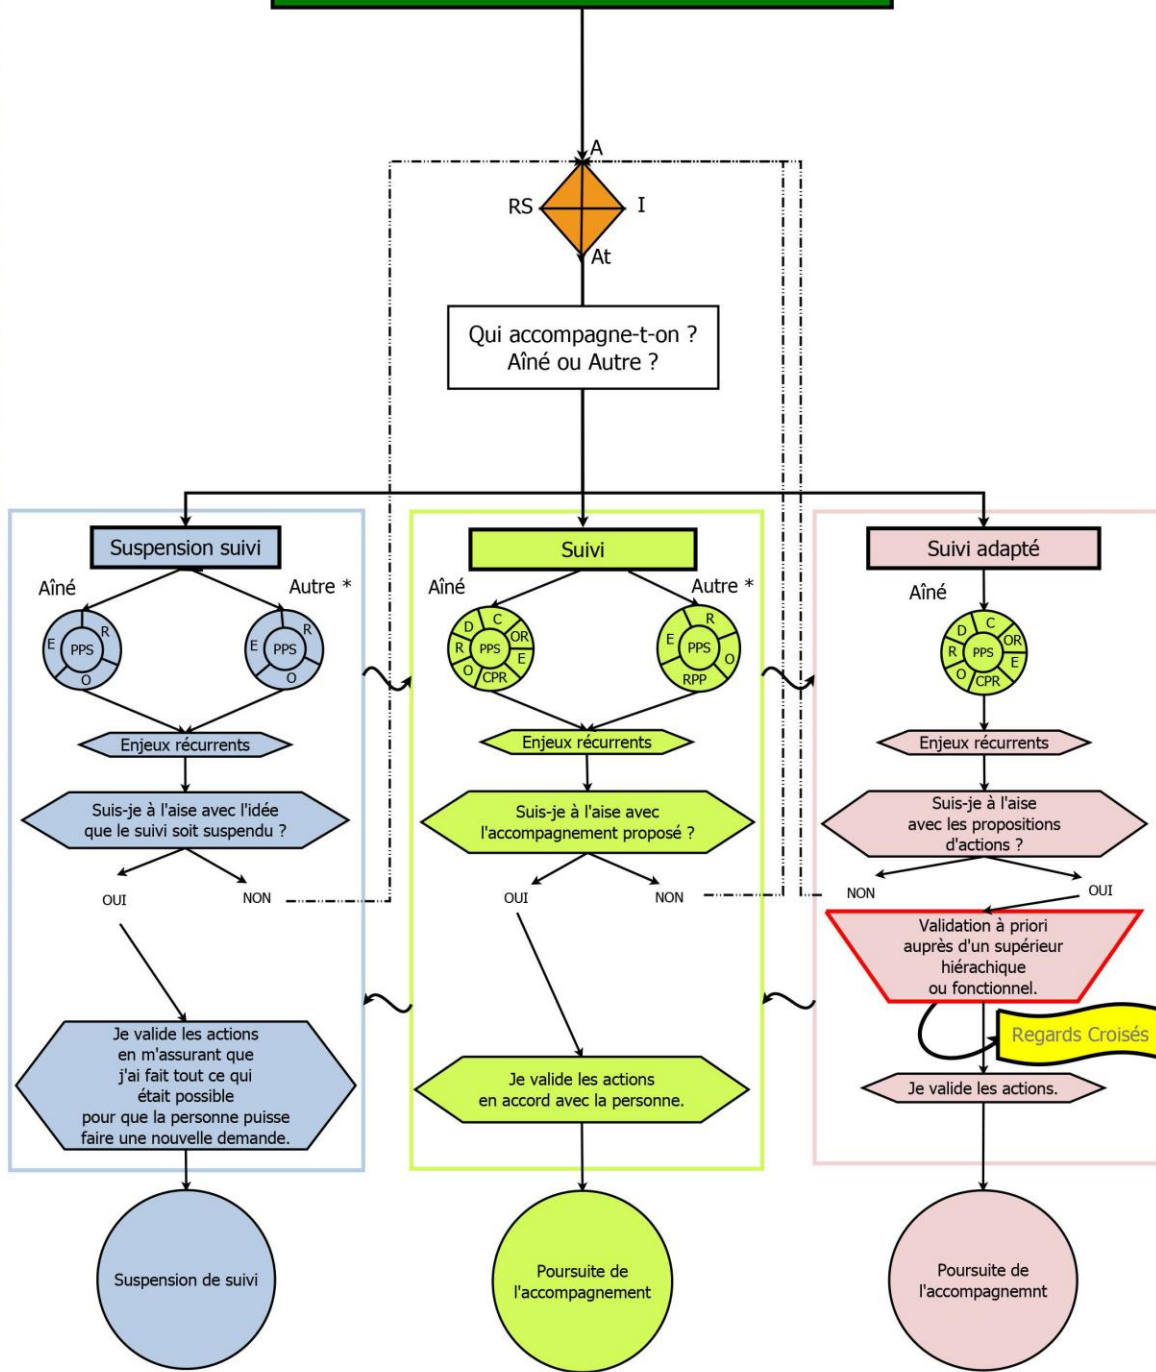 A
RS
I
At
Qui accompagne-t-on ?
Aîné ou Autre ?
Suspension suivi
Aîné
Autre *
E
R
PPS
O
E
R
PPS
O
Enjeux récurrents
Suis-je à l'aise avec l'idée
que le suivi soit suspendu ?
OUI
NON
Je valide les actions
en m'assurant que
j'ai fait tout ce qui
était possible
pour que la personne puisse
faire une nouvelle demande.
Suspension de suivi
Suivi
Aîné
Autre *
D
C
OR
R
PPS
E
O
CPR
R
E
PPS
O
RPP
Enjeux récurrents
Suis-je à l'aise avec
l'accompagnement proposé ?
OUI
NON
Je valide les actions
en accord avec la personne.
Poursuite de
l'accompagnement
Suivi adapté
Aîné
D
C
OR
R
PPS
E
O
CPR
Enjeux récurrents
Suis-je à l'aise
avec les propositions
d'actions ?
NON
OUI
Validation à priori
auprès d'un supérieur
hiérachique
ou fonctionnel.
Regards Croisés
Je valide les actions.
Poursuite de
l'accompagnemnt